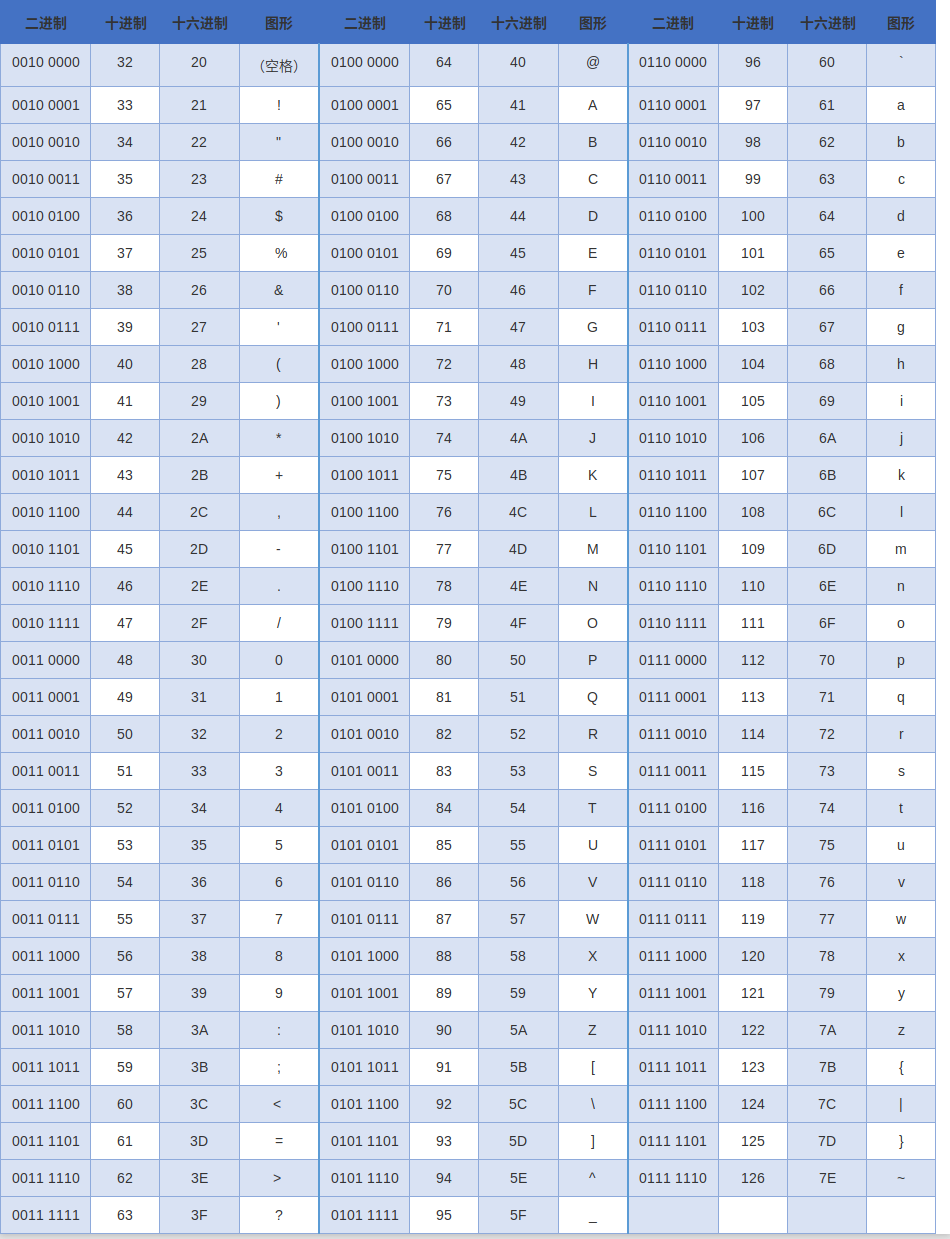 二进制 十进制 十六进制 图形 二进制 十进制 十六进制 图形 二进制 十进制 十六进制 图形
0010 0000 32 20 （空格） 0100 0000 64 40 @ 0110 0000 96 60 `
0010 0001 33 21 ! 0100 0001 65 41 A 0110 0001 97 61 a
0010 0010 34 22 " 0100 0010 66 42 B 0110 0010 98 62 b
0010 0011 35 23 # 0100 0011 67 43 C 0110 0011 99 63 c
0010 0100 36 24 $ 0100 0100 68 44 D 0110 0100 100 64 d
0010 0101 37 25 % 0100 0101 69 45 E 0110 0101 101 65 e
0010 0110 38 26 & 0100 0110 70 46 F 0110 0110 102 66 f
0010 0111 39 27 ' 0100 0111 71 47 G 0110 0111 103 67 g
0010 1000 40 28 ( 0100 1000 72 48 H 0110 1000 104 68 h
0010 1001 41 29 ) 0100 1001 73 49 I 0110 1001 105 69 i
0010 1010 42 2A * 0100 1010 74 4A J 0110 1010 106 6A j
0010 1011 43 2B + 0100 1011 75 4B K 0110 1011 107 6B k
0010 1100 44 2C , 0100 1100 76 4C L 0110 1100 108 6C l
0010 1101 45 2D - 0100 1101 77 4D M 0110 1101 109 6D m
0010 1110 46 2E . 0100 1110 78 4E N 0110 1110 110 6E n
0010 1111 47 2F / 0100 1111 79 4F O 0110 1111 111 6F o
0011 0000 48 30 0 0101 0000 80 50 P 0111 0000 112 70 p
0011 0001 49 31 1 0101 0001 81 51 Q 0111 0001 113 71 q
0011 0010 50 32 2 0101 0010 82 52 R 0111 0010 114 72 r
0011 0011 51 33 3 0101 0011 83 53 S 0111 0011 115 73 s
0011 0100 52 34 4 0101 0100 84 54 T 0111 0100 116 74 t
0011 0101 53 35 5 0101 0101 85 55 U 0111 0101 117 75 u
0011 0110 54 36 6 0101 0110 86 56 V 0111 0110 118 76 v
0011 0111 55 37 7 0101 0111 87 57 W 0111 0111 119 77 w
0011 1000 56 38 8 0101 1000 88 58 X 0111 1000 120 78 x
0011 1001 57 39 9 0101 1001 89 59 Y 0111 1001 121 79 y
0011 1010 58 3A : 0101 1010 90 5A Z 0111 1010 122 7A z
0011 1011 59 3B ; 0101 1011 91 5B [ 0111 1011 123 7B {
0011 1100 60 3C < 0101 1100 92 5C \ 0111 1100 124 7C |
0011 1101 61 3D = 0101 1101 93 5D ] 0111 1101 125 7D }
0011 1110 62 3E > 0101 1110 94 5E ^ 0111 1110 126 7E ~
0011 1111 63 3F ? 0101 1111 95 5F _